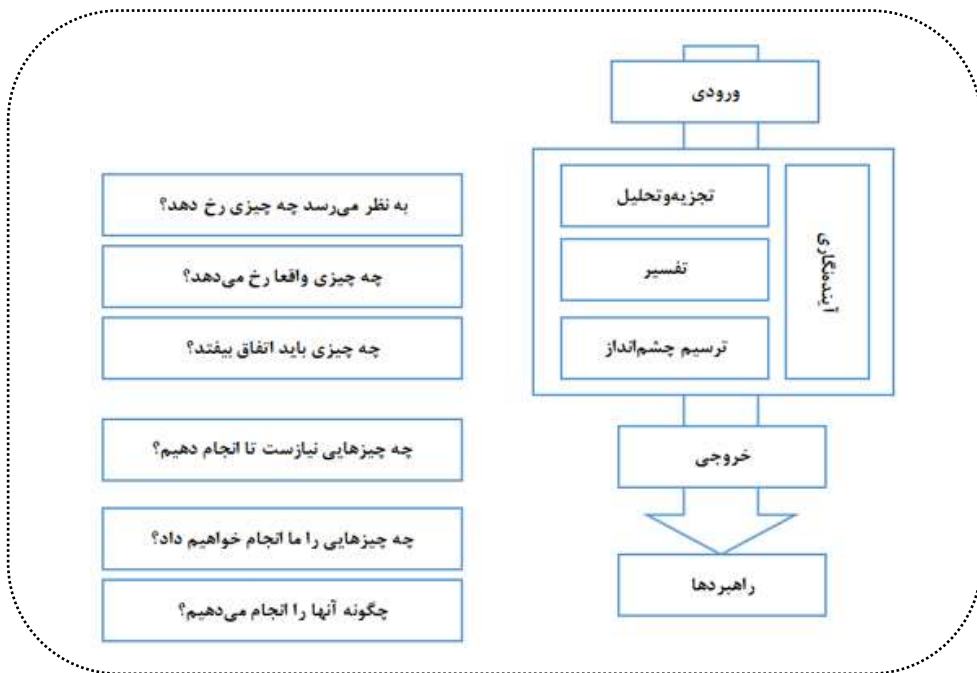 ورودی
تجزیه‌وتحلیل
تفسیر
ترسیم چشم‌انداز
آینده‌نگاری
خروجی
راهبردها
به نظر می‌رسد چه چیزی رخ دهد؟
چه چیزی واقعا رخ می‌دهد؟
چه چیزی باید اتفاق بیفتد؟
چه چیزهایی نیازست تا انجام دهیم؟
چه چیزهایی را ما انجام خواهیم داد؟
چگونه آنها را انجام می‌دهیم؟